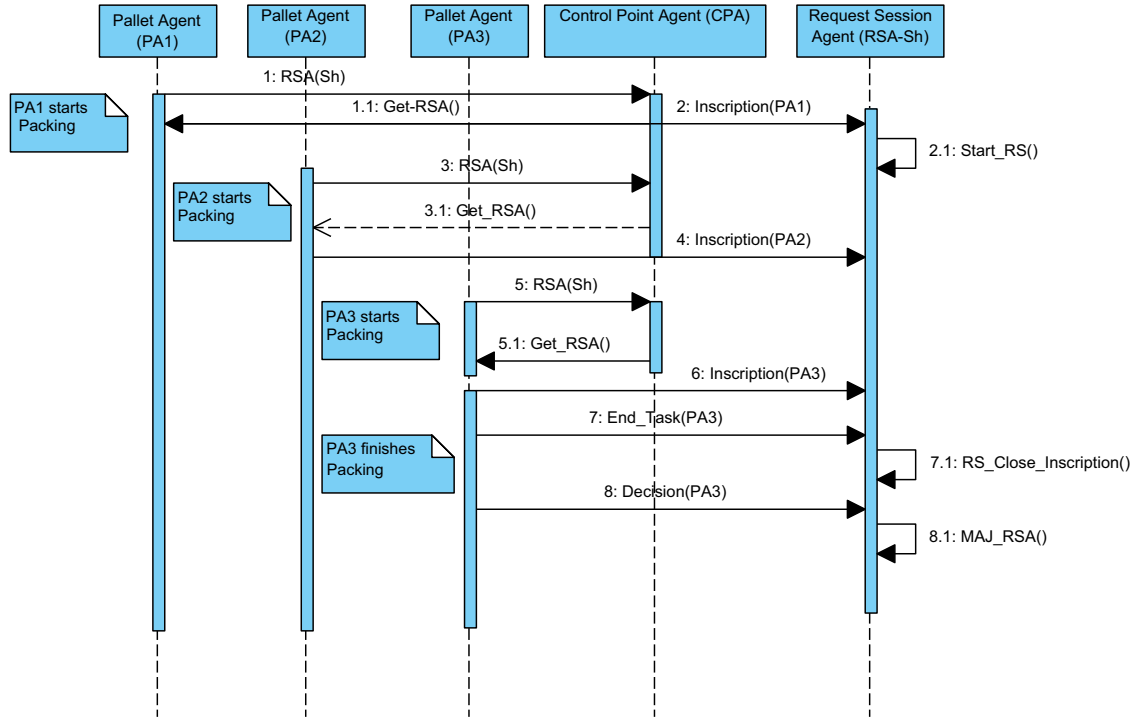 Pallet Agent
(PA1)
Pallet Agent
(PA2)
Pallet Agent
(PA3)
Control Point Agent (CPA)
Request Session
Agent (RSA-Sh)
1: RSA(Sh)
PA1 starts
Packing
1.1: Get-RSA()
2: Inscription(PA1)
2.1: Start_RS()
3: RSA(Sh)
PA2 starts
Packing
3.1: Get_RSA()
4: Inscription(PA2)
5: RSA(Sh)
PA3 starts
Packing
5.1: Get_RSA()
6: Inscription(PA3)
7: End_Task(PA3)
PA3 finishes
Packing
7.1: RS_Close_Inscription()
8: Decision(PA3)
8.1: MAJ_RSA()